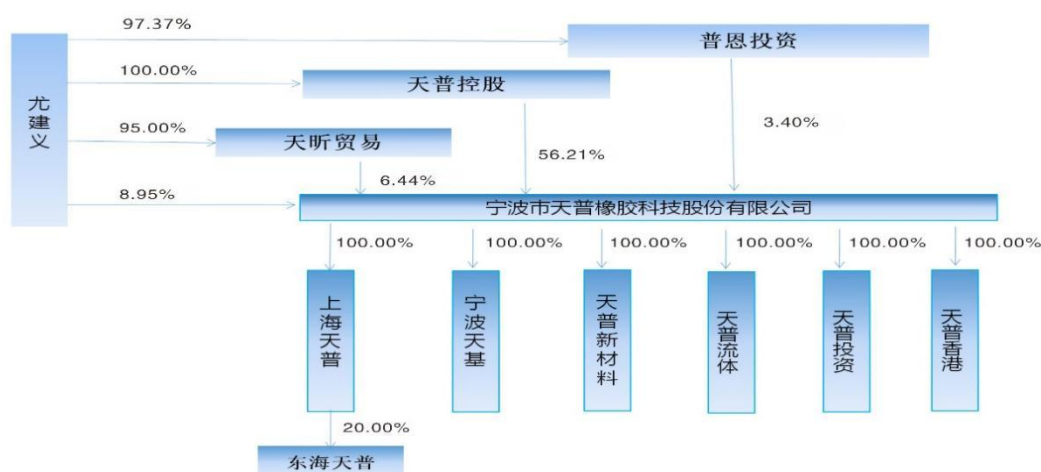 97.37%
普恩投资
100.00%
天普控股
尤建义
95.00%
天昕贸易
3.40%
56.21%
6.44%
8.95%
宁波市天普橡胶科技股份有限公司
100.00%
100.00%
100.00%
100.00%
100.00%
100.00%
上海天普
宁波天基
天普新材料
天普流体
天普投资
天普香港
20.00%
东海天普